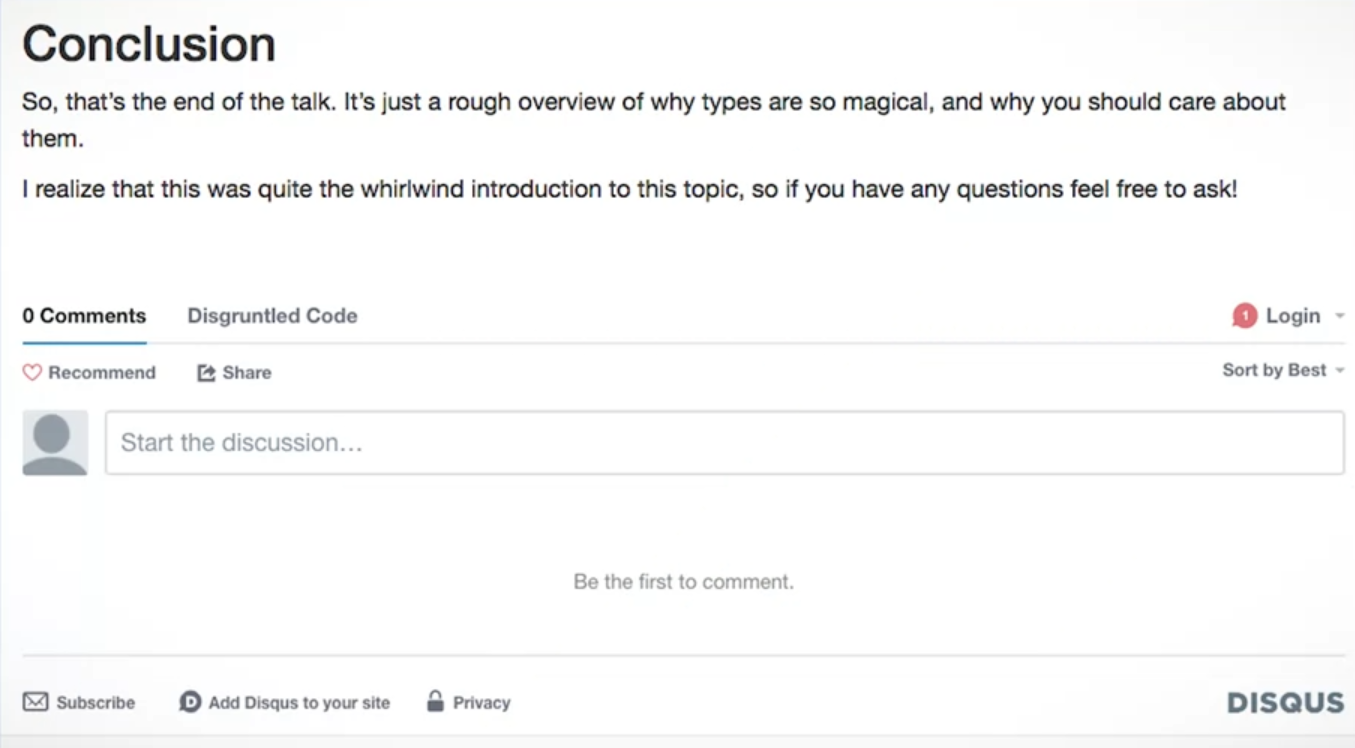 Conclusion
So, that’s the end of the talk. It’s just a rough overview of why types are so magical, and why you should care about
them.
I realize that this was quite the whirlwind introduction to this topic, so if you have any questions feel free to ask!
0 Comments Disgruntled Code 1 Login
Recommend Share Sort by Best
Start the discussion...
Be the first to comment.
Subscribe D Add Disqus to your site Privacy DISQUS